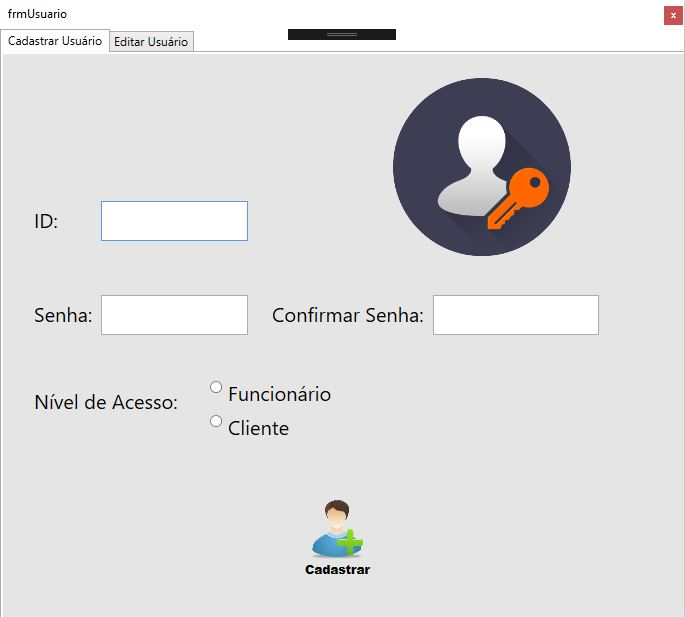 frmUsuario
x
Cadastrar Usuário
Editar Usuário
ID:
Senha:
Confirmar Senha:
Nível de Acesso:
Funcionário
Cliente
Cadastrar